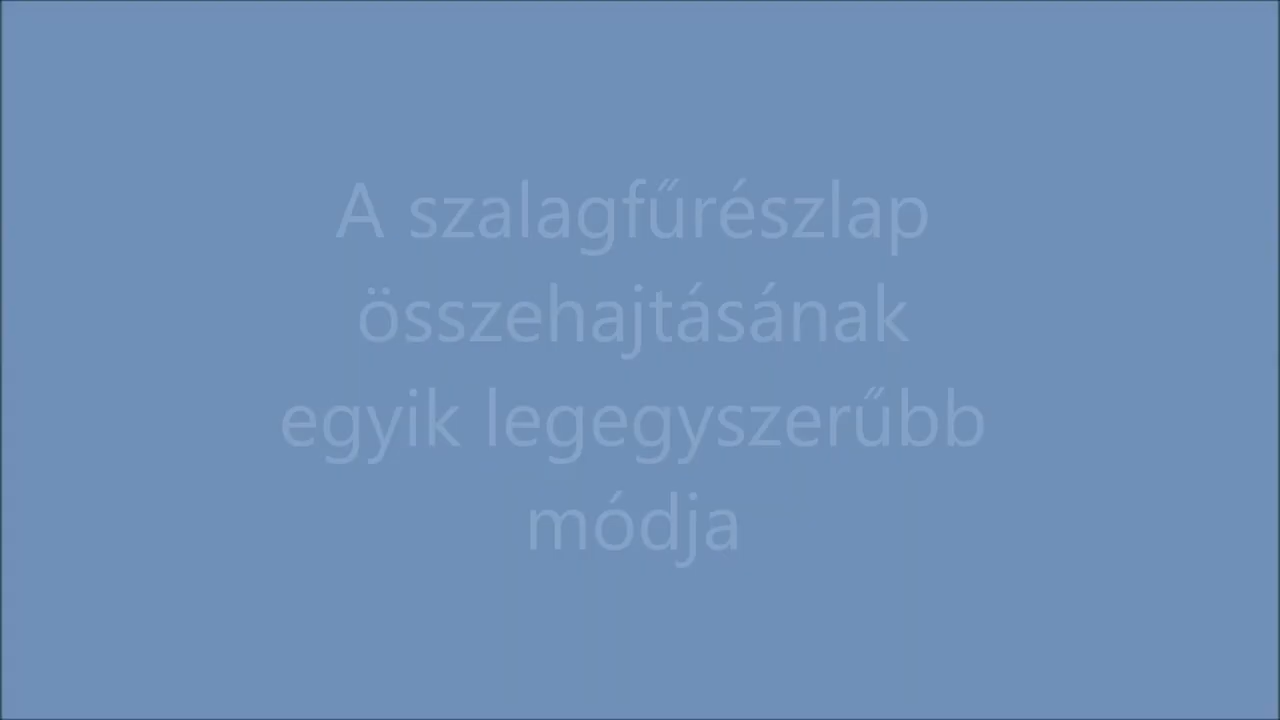 A szalagfűrészlap
összehajtásának
egyik legegyszerűbb
módja